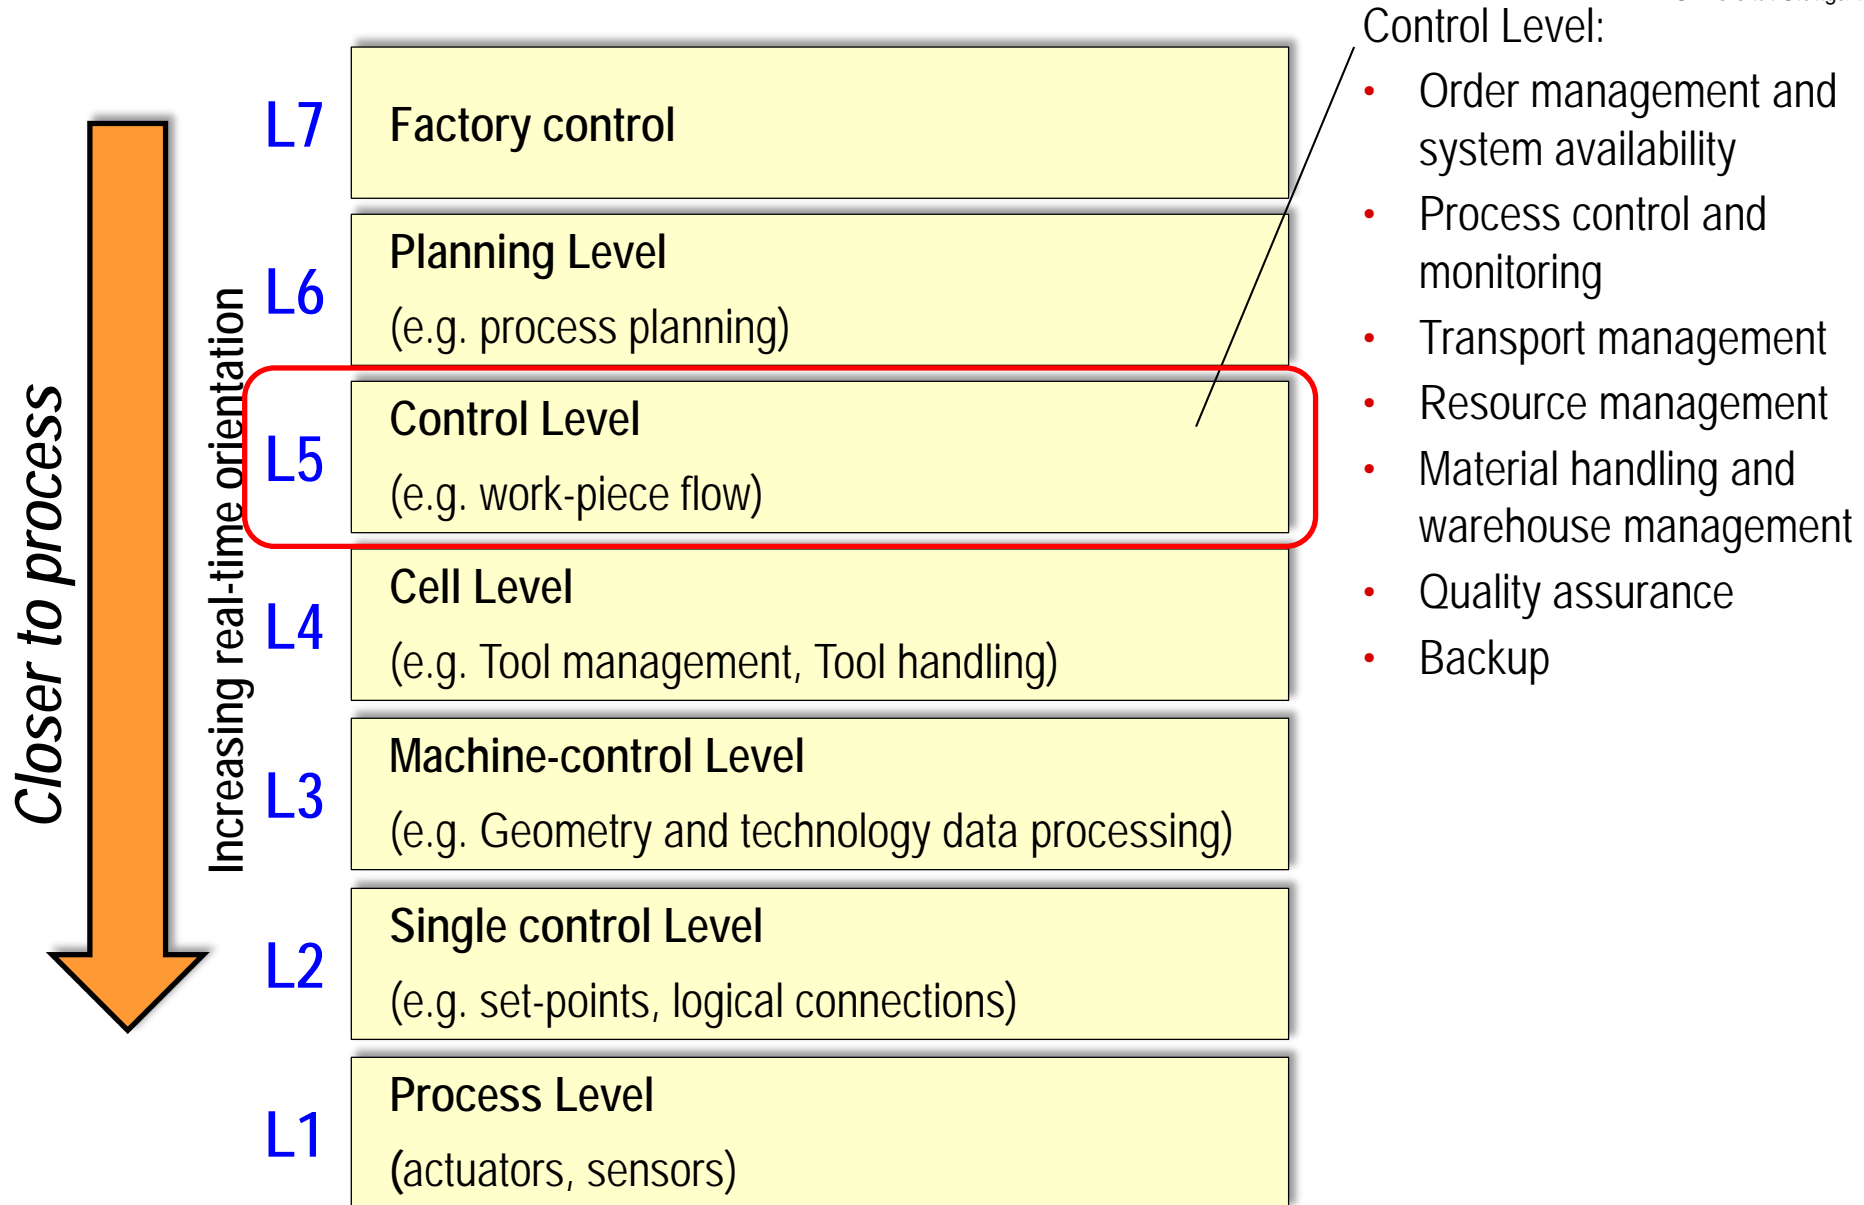 Control Level:
• Order management and
system availability
• Process control and
monitoring
• Transport management
• Resource management
• Material handling and
warehouse management
• Quality assurance
• Backup
Closer to process
Increasing real-time orientation
L7
Factory control
L6
Planning Level
(e.g. process planning)
L5
Control Level
(e.g. work-piece flow)
L4
Cell Level
(e.g. Tool management, Tool handling)
L3
Machine-control Level
(e.g. Geometry and technology data processing)
L2
Single control Level
(e.g. set-points, logical connections)
L1
Process Level
(actuators, sensors)